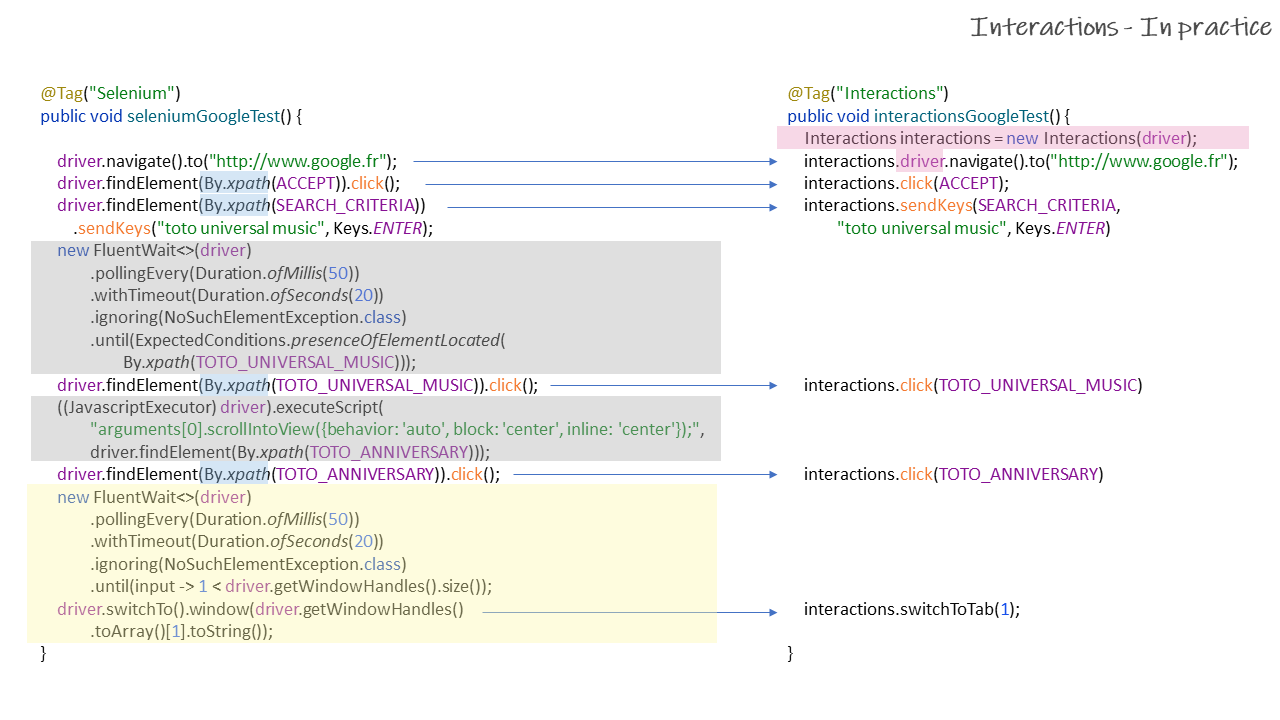 Interactions - In practice
@Tag("Selenium")
public void seleniumGoogleTest() {
driver.navigate().to("http://www.google.fr");
driver.findElement(By.xpath(ACCEPT)).click();
driver.findElement(By.xpath(SEARCH_CRITERIA))
.sendKeys("toto universal music", Keys.ENTER);
new FluentWait<>(driver)
.pollingEvery(Duration.ofMillis(50))
.withTimeout(Duration.ofSeconds(20))
.ignoring(NoSuchElementException.class)
.until(ExpectedConditions.presenceOfElementLocated(
By.xpath(TOTO_UNIVERSAL_MUSIC)));
driver.findElement(By.xpath(TOTO_UNIVERSAL_MUSIC)).click();
((JavascriptExecutor) driver).executeScript(
"arguments[0].scrollIntoView({behavior: 'auto', block: 'center', inline: 'center'});",
driver.findElement(By.xpath(TOTO_ANNIVERSARY)));
driver.findElement(By.xpath(TOTO_ANNIVERSARY)).click();
new FluentWait<>(driver)
.pollingEvery(Duration.ofMillis(50))
.withTimeout(Duration.ofSeconds(20))
.ignoring(NoSuchElementException.class)
.until(input -> 1 < driver.getWindowHandles().size());
driver.switchTo().window(driver.getWindowHandles()
.toArray()[1].toString());
}
@Tag("Interactions")
public void interactionsGoogleTest() {
Interactions interactions = new Interactions(driver);
interactions.driver.navigate().to("http://www.google.fr");
interactions.click(ACCEPT);
interactions.sendKeys(SEARCH_CRITERIA,
"toto universal music", Keys.ENTER)
interactions.click(TOTO_UNIVERSAL_MUSIC)
interactions.click(TOTO_ANNIVERSARY)
interactions.switchToTab(1);
}